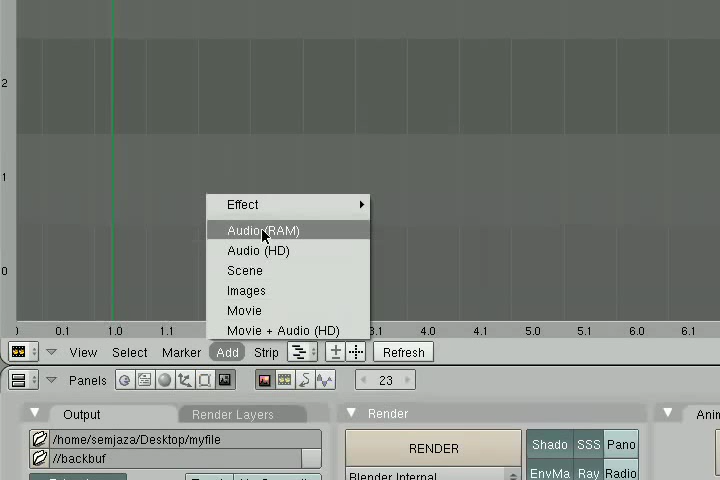 2
1
0
Effect
Audio (RAM)
Audio (HD)
Scene
Images
Movie
Movie + Audio (HD)
0.1 1.0 1.1 3.1 4.0 4.1 5.0 5.1 6.0 6.1
View Select Marker Add Strip Refresh
Panels 23
Output Render Layers Render Anim
/home/semjaza/Desktop/myfile
//backbuf
RENDER Shado SSS Pano
Blender Internal EnvMa Ray Radio